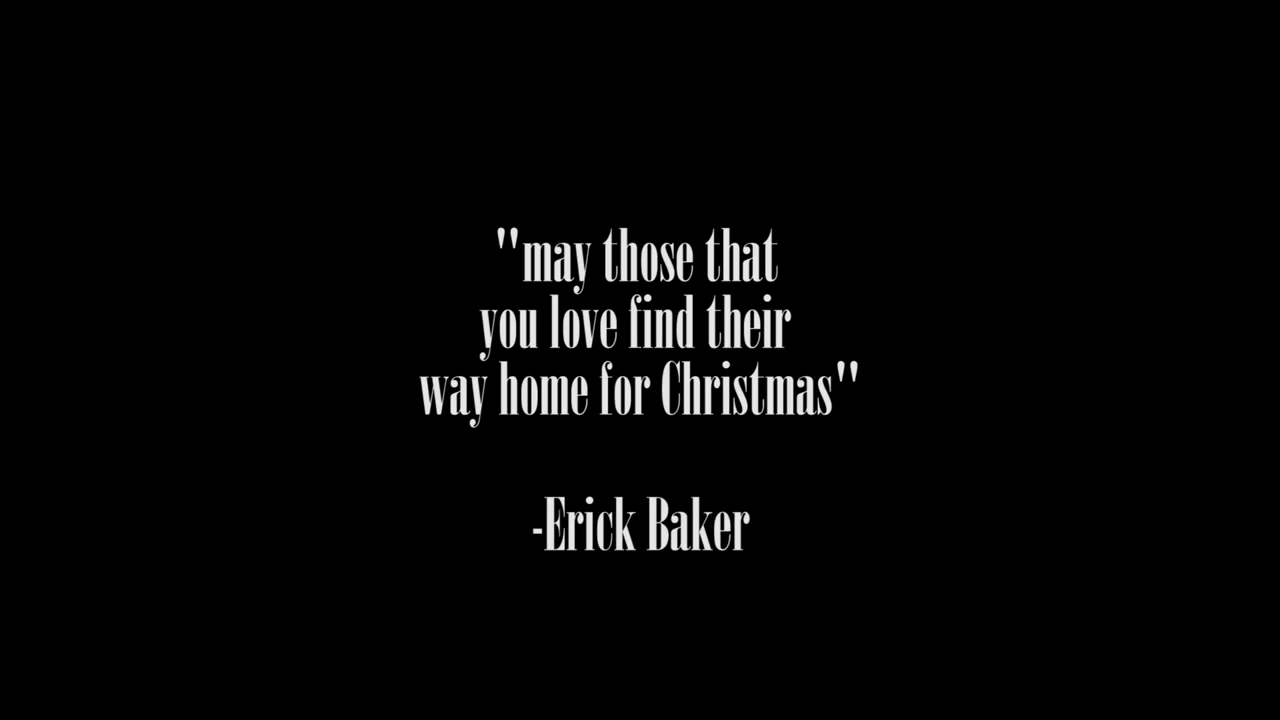 "may those that
you love find their
way home for Christmas"
-Erick Baker